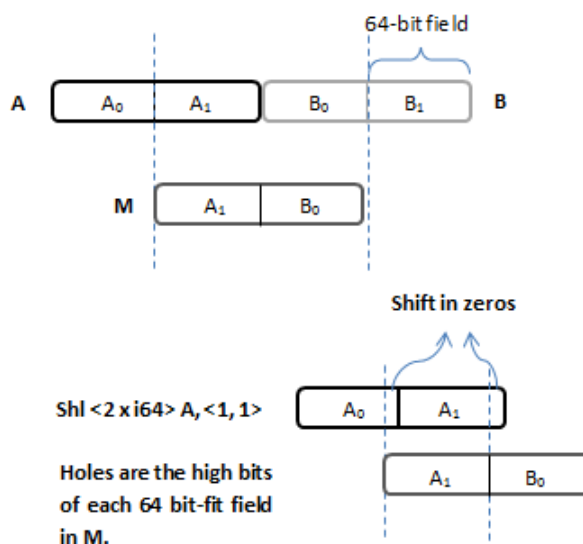 64-bit field
A A₀ A₁ B₀ B₁ B
M A₁ B₀
Shift in zeros
Shl <2 x i64> A, <1, 1> A₀ A₁
A₁ B₀
Holes are the high bits
of each 64 bit-fit field
in M.